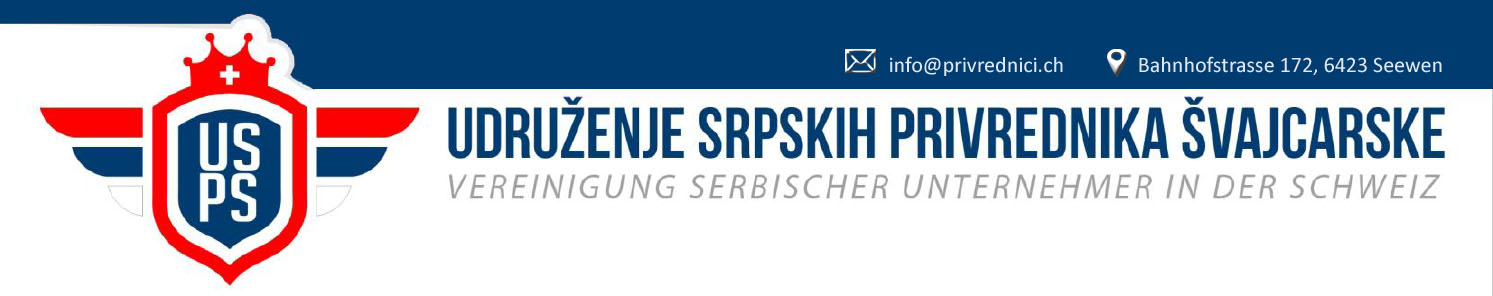 info@privrednici.ch Bahnhofstrasse 172, 6423 Seewen
US
PS
UDRUŽENJE SRPSKIH PRIVREDNIKA ŠVAJCARSKE
VEREINIGUNG SERBISCHER UNTERNEHMER IN DER SCHWEIZ